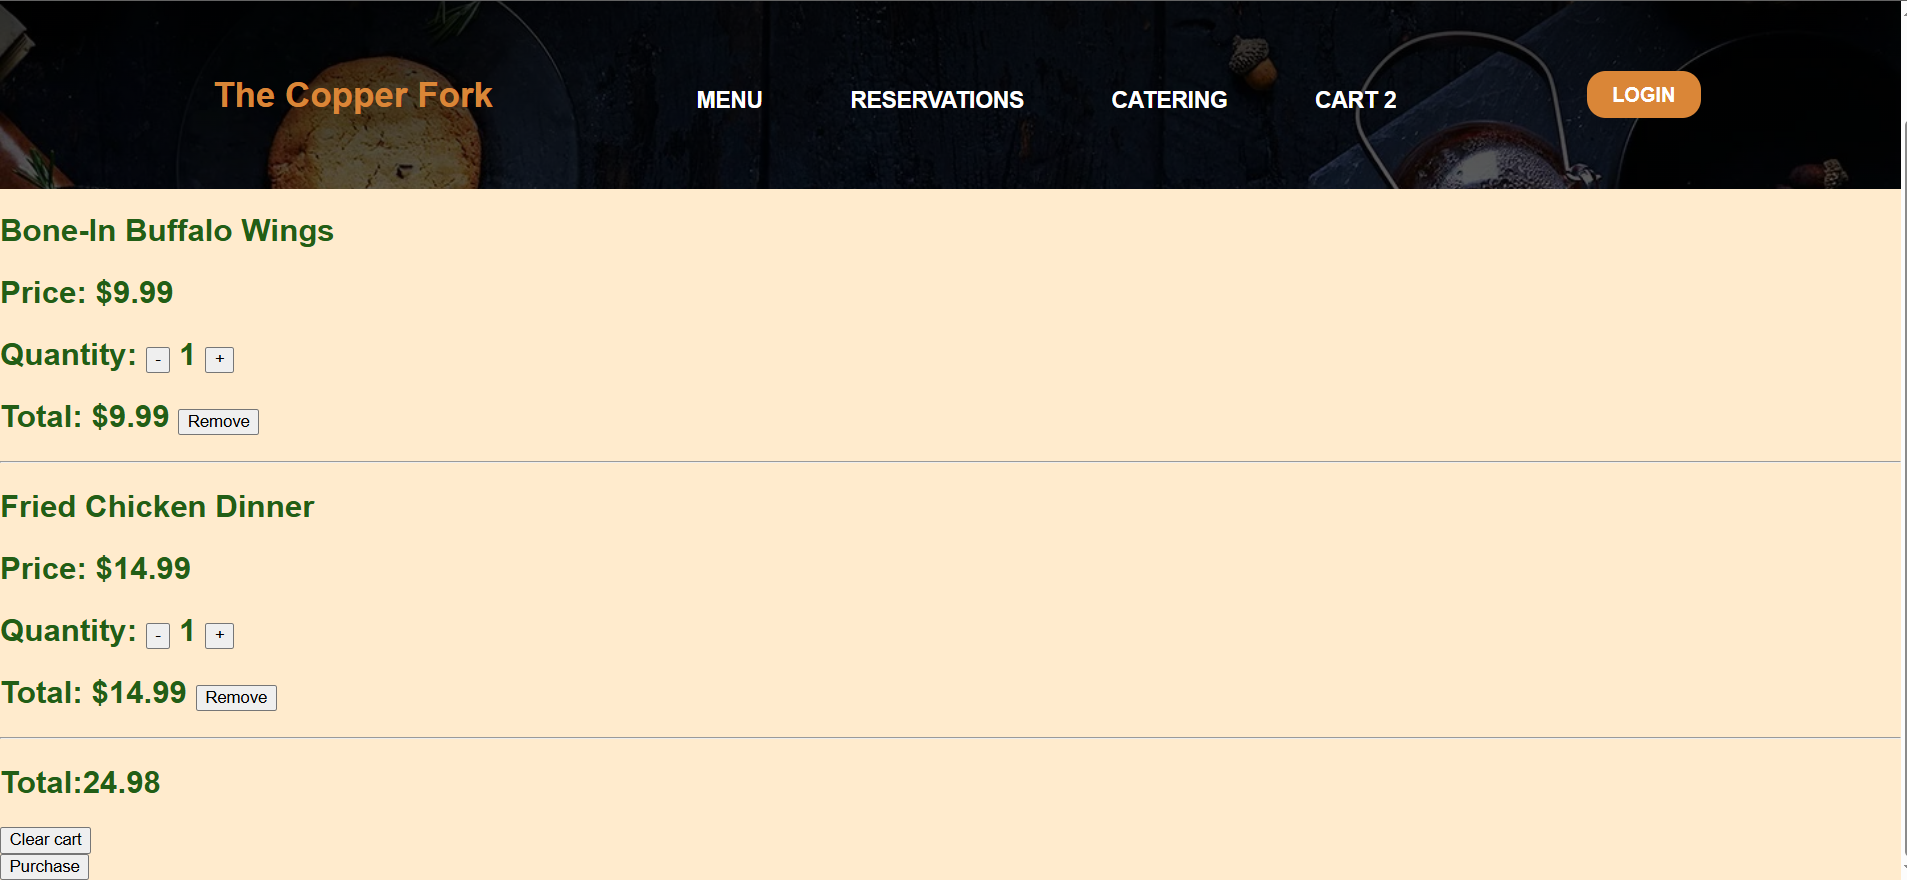 The Copper Fork
MENU RESERVATIONS CATERING CART 2 LOGIN
Bone-In Buffalo Wings
Price: $9.99
Quantity: - 1 +
Total: $9.99 Remove
Fried Chicken Dinner
Price: $14.99
Quantity: - 1 +
Total: $14.99 Remove
Total:24.98
Clear cart
Purchase